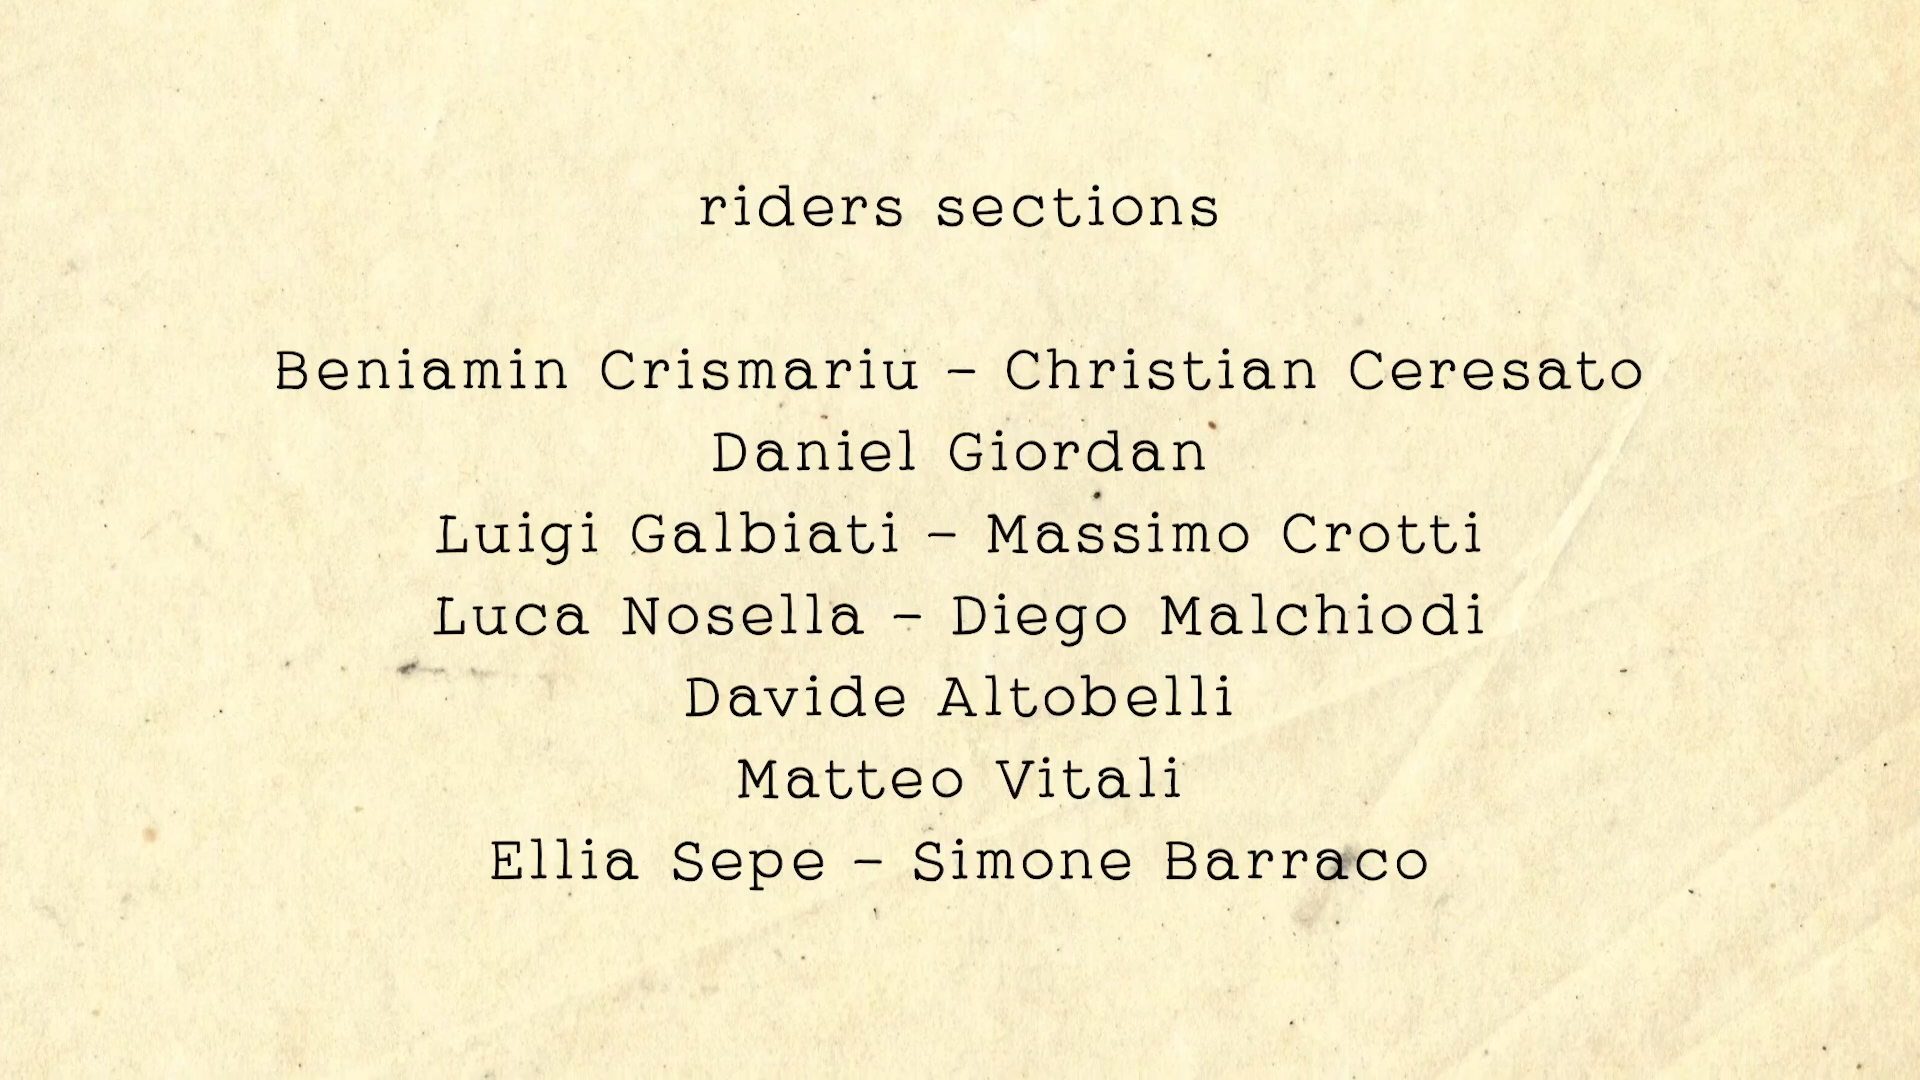 riders sections
Beniamin Crismariu - Christian Ceresato
Daniel Giordan
Luigi Galbiati - Massimo Crotti
Luca Nosella - Diego Malchiodi
Davide Altobelli
Matteo Vitali
Ellia Sepe - Simone Barraco